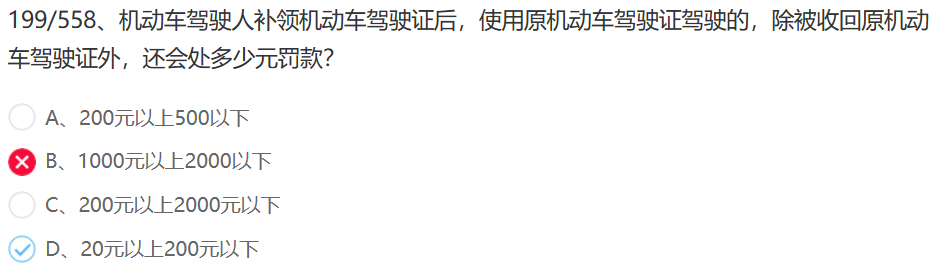 199/558、机动车驾驶人补领机动车驾驶证后，使用原机动车驾驶证驾驶的，除被收回原机动
车驾驶证外，还会处多少元罚款？
A、200元以上500以下
B、1000元以上2000以下
C、200元以上2000元以下
D、20元以上200元以下